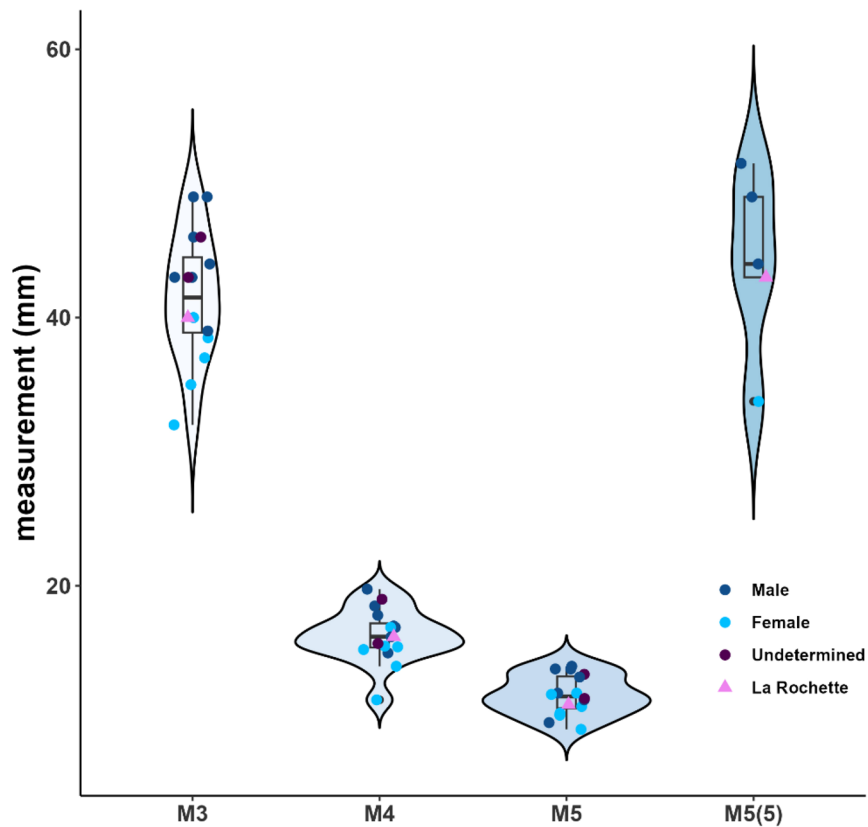 measurement (mm)
60
40
20
M3 M4 M5 M5(5)
Male
Female
Undetermined
La Rochette